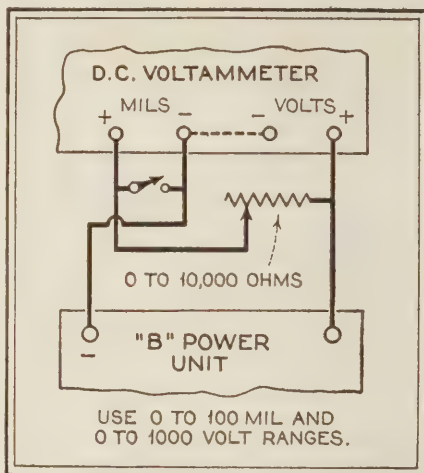 D.C. VOLTAMMETER
+ MILS - - VOLTS +
0 TO 10,000 OHMS
- "B" POWER
UNIT
USE 0 TO 100 MIL AND
0 TO 1000 VOLT RANGES.